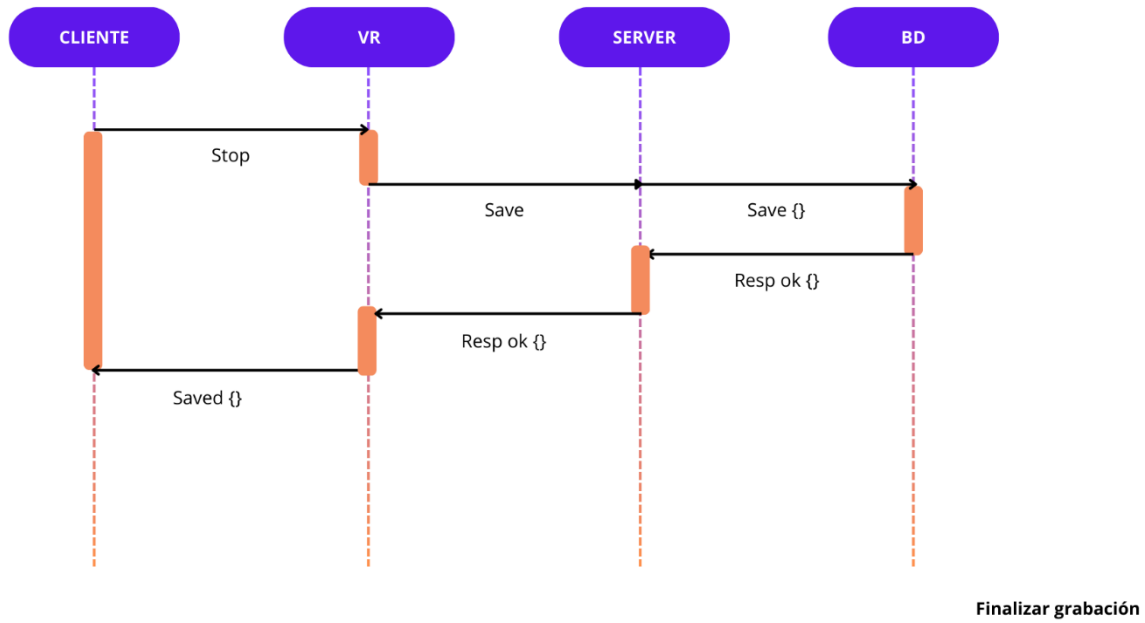 CLIENTE
VR
SERVER
BD
Stop
Save
Save {}
Resp ok {}
Resp ok {}
Saved {}
Finalizar grabación